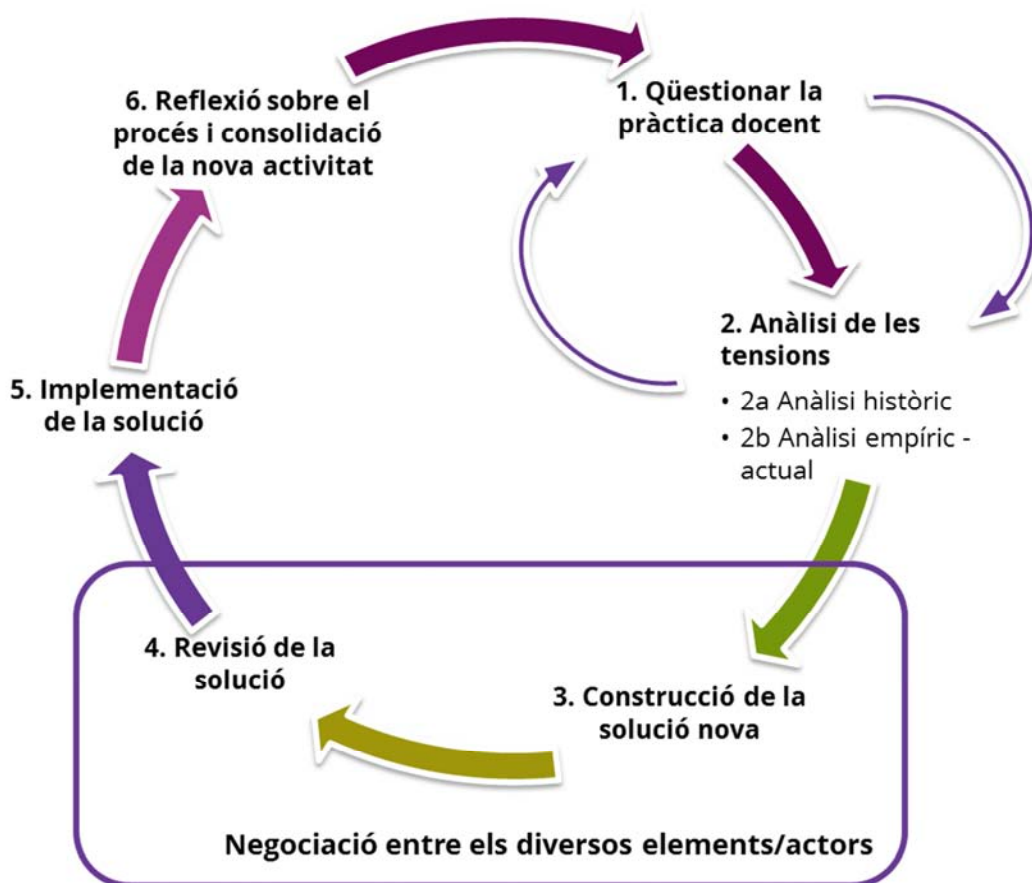 1. Qüestionar la
pràctica docent
2. Anàlisi de les
tensions
• 2a Anàlisi històric
• 2b Anàlisi empíric -
actual
3. Construcció de la
solució nova
4. Revisió de la
solució
Negociació entre els diversos elements/actors
5. Implementació
de la solució
6. Reflexió sobre el
procés i consolidació
de la nova activitat